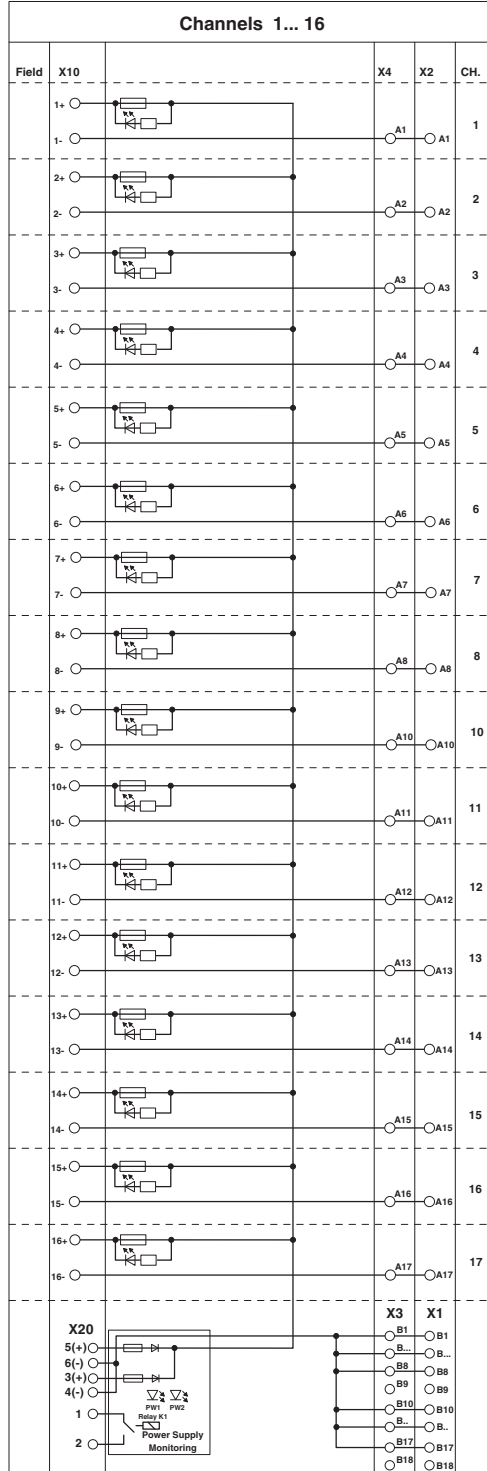 Channels 1... 16
Field X10 X4 X2 CH.
1+
A1 A1 1
1-
2+
A2 A2 2
2-
3+
A3 A3 3
3-
4+
A4 A4 4
4-
5+
A5 A5 5
5-
6+
A6 A6 6
6-
7+
A7 A7 7
7-
8+
A8 A8 8
8-
9+
A10 A10 10
9-
10+
A11 A11 11
10-
11+
A12 A12 12
11-
12+
A13 A13 13
12-
13+
A14 A14 14
13-
14+
A15 A15 15
14-
15+
A16 A16 16
15-
16+
A17 A17 17
16-
X20
5(+)
6(-)
3(+)
4(-)
1
2
PW1 PW2
Relay K1
Power Supply
Monitoring
X3 X1
B1 B1
B... B...
B8 B8
B9 B9
B10 B10
B.. B..
B17 B17
B18 B18